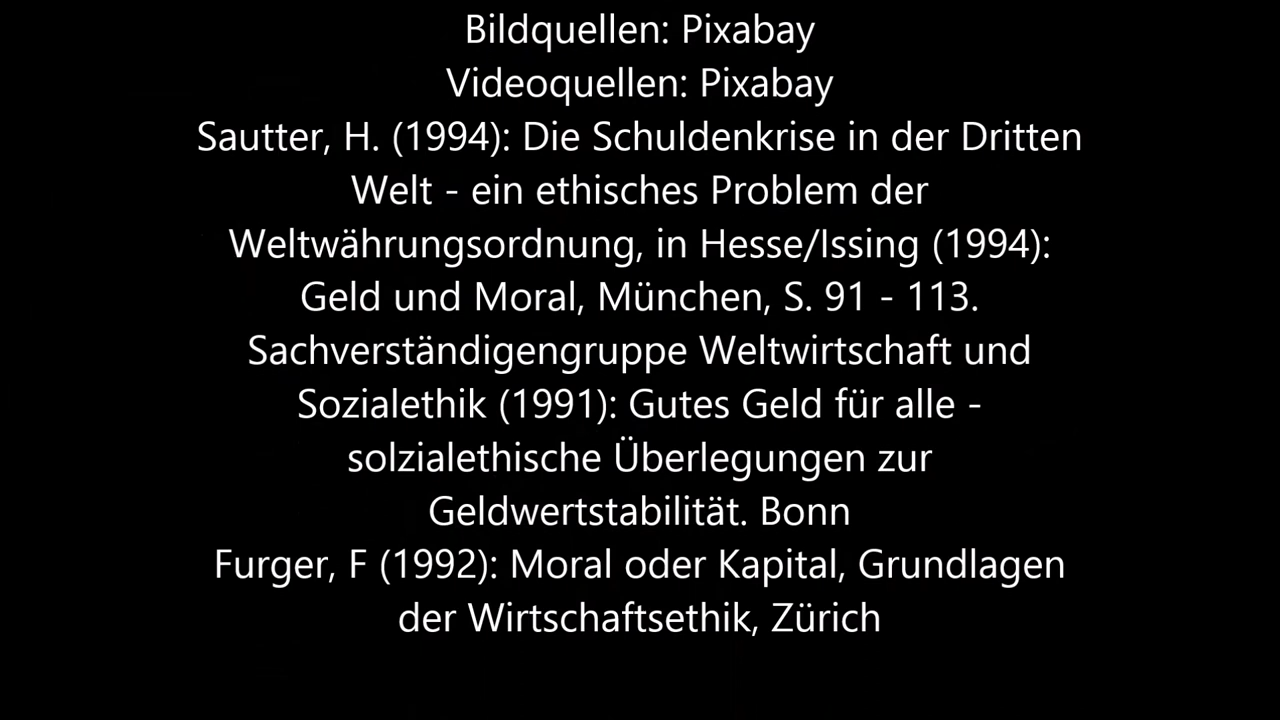 Bildquellen: Pixabay
Videoquellen: Pixabay
Sautter, H. (1994): Die Schuldenkrise in der Dritten
Welt - ein ethisches Problem der
Weltwährungsordnung, in Hesse/Issing (1994):
Geld und Moral, München, S. 91 - 113.
Sachverständigengruppe Weltwirtschaft und
Sozialethik (1991): Gutes Geld für alle -
solzialethische Überlegungen zur
Geldwertstabilität. Bonn
Furger, F (1992): Moral oder Kapital, Grundlagen
der Wirtschaftsethik, Zürich